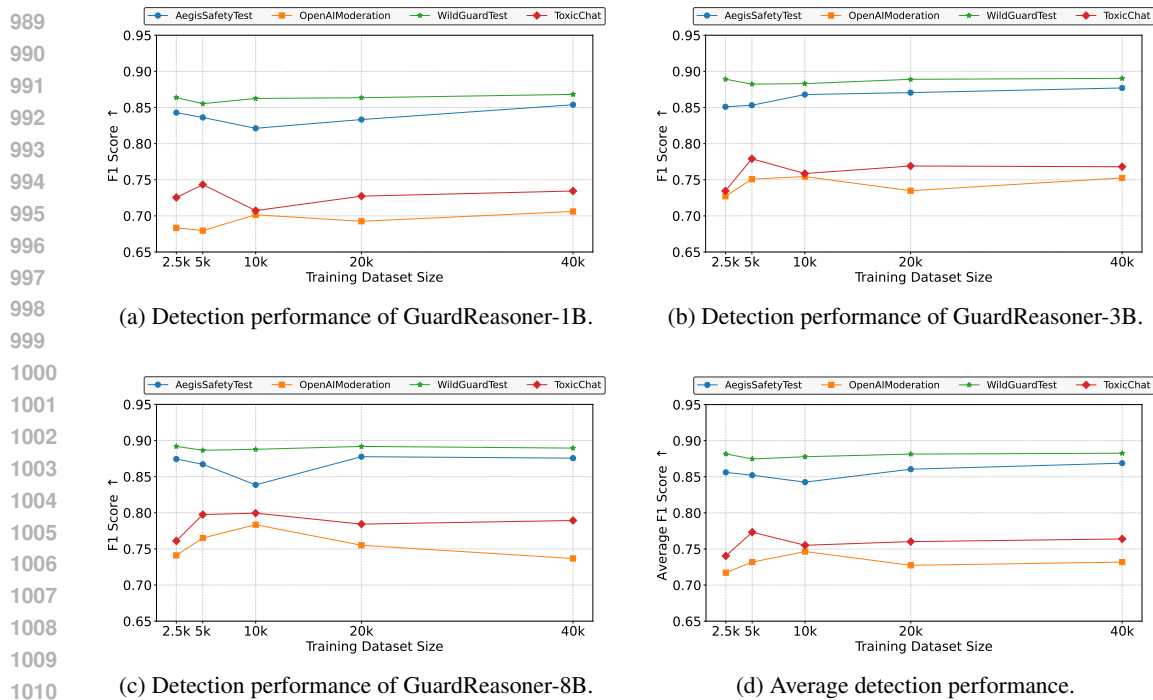 989
990
991
992
993
994
995
996
997
998
999
1000
1001
1002
1003
1004
1005
1006
1007
1008
1009
1010
AegisSafetyTest OpenAIModeration WildGuardTest ToxicChat
0.95
0.90
0.85
0.80
0.75
0.70
0.65
F1 Score ↑
2.5k 5k 10k 20k 40k
Training Dataset Size
(a) Detection performance of GuardReasoner-1B.
AegisSafetyTest OpenAIModeration WildGuardTest ToxicChat
0.95
0.90
0.85
0.80
0.75
0.70
0.65
F1 Score ↑
2.5k 5k 10k 20k 40k
Training Dataset Size
(b) Detection performance of GuardReasoner-3B.
AegisSafetyTest OpenAIModeration WildGuardTest ToxicChat
0.95
0.90
0.85
0.80
0.75
0.70
0.65
F1 Score ↑
2.5k 5k 10k 20k 40k
Training Dataset Size
(c) Detection performance of GuardReasoner-8B.
AegisSafetyTest OpenAIModeration WildGuardTest ToxicChat
0.95
0.90
0.85
0.80
0.75
0.70
0.65
Average F1 Score ↑
2.5k 5k 10k 20k 40k
Training Dataset Size
(d) Average detection performance.